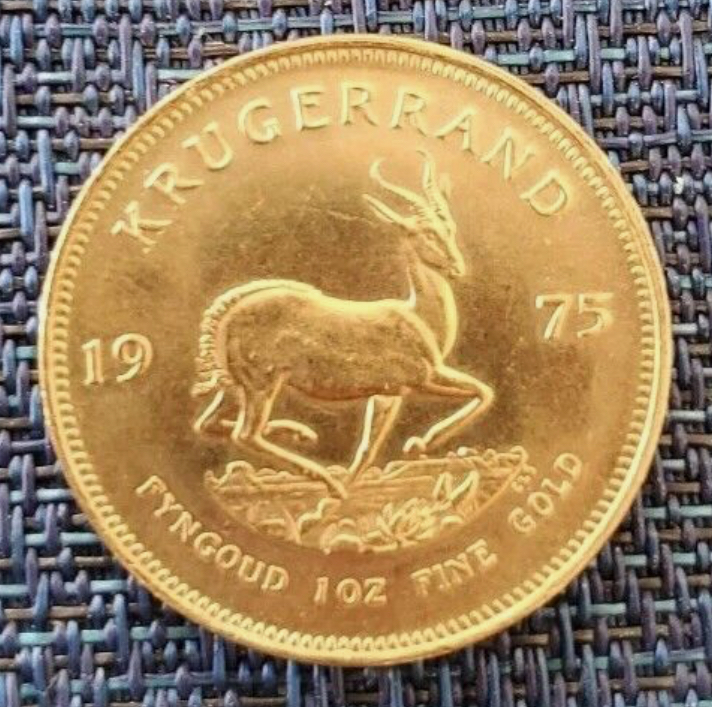 KRUGERRAND
19 75
FYNGOUD 1OZ FINE GOLD